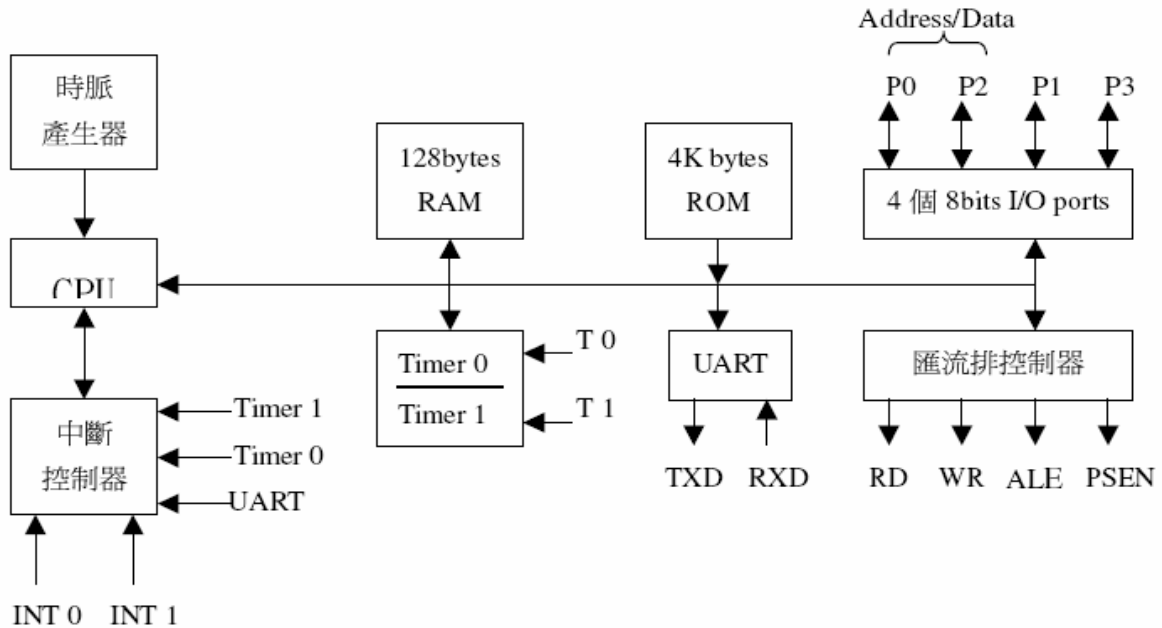 Address/Data
P0 P2 P1 P3
時脈
產生器
128bytes
RAM
4K bytes
ROM
4 個 8bits I/O ports
CPU
Timer 0
Timer 1
T 0
T 1
UART
匯流排控制器
中斷
控制器
Timer 1
Timer 0
UART
TXD RXD
RD WR ALE PSEN
INT 0 INT 1